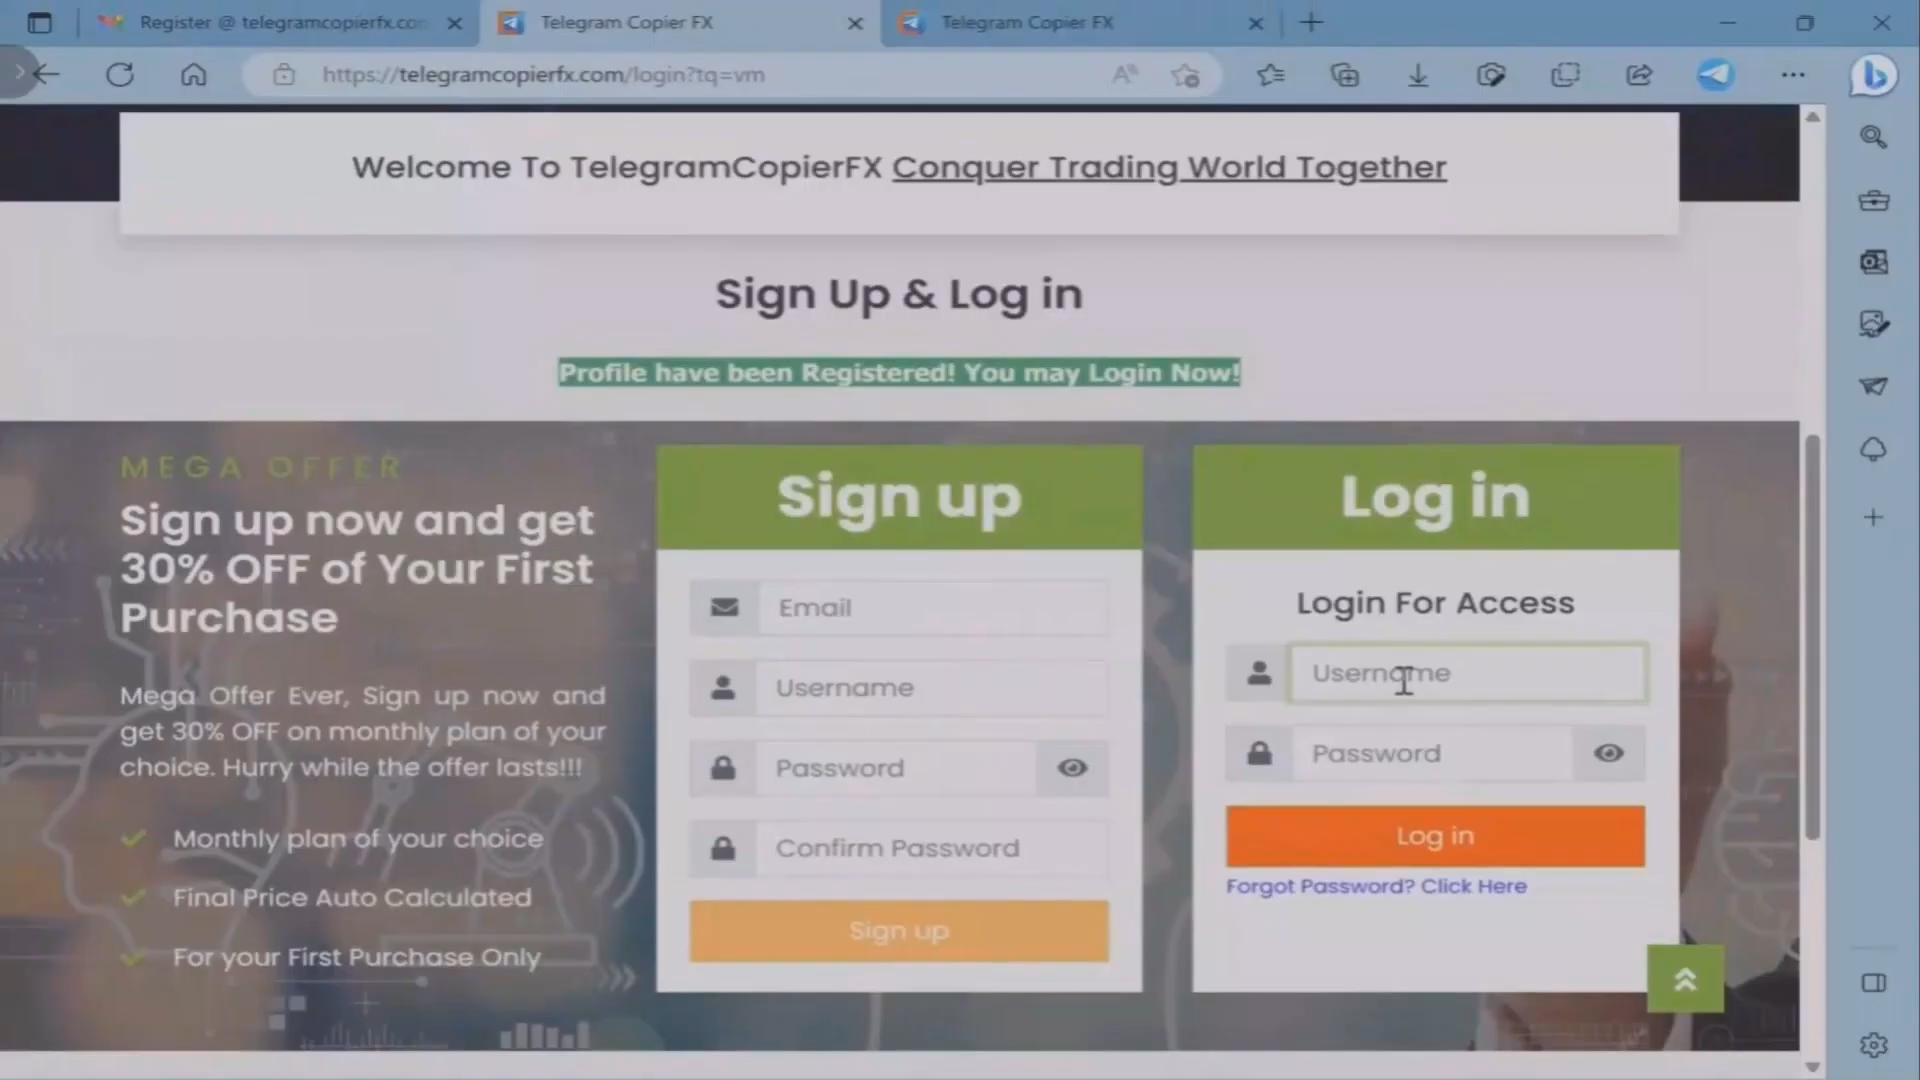 Register @ telegramcopierfx.co
Telegram Copier FX
Telegram Copier FX
https://telegramcopierfx.com/login?tq=vm
Welcome To TelegramCopierFX Conquer Trading World Together
Sign Up & Log in
Profile have been Registered! You may Login Now!
MEGA OFFER
Sign up now and get
30% OFF of Your First
Purchase
Mega Offer Ever, Sign up now and
get 30% OFF on monthly plan of your
choice. Hurry while the offer lasts!!!
Monthly plan of your choice
Final Price Auto Calculated
For your First Purchase Only
Sign up
Email
Username
Password
Confirm Password
Sign up
Log in
Login For Access
Username
Password
Log in
Forgot Password? Click Here